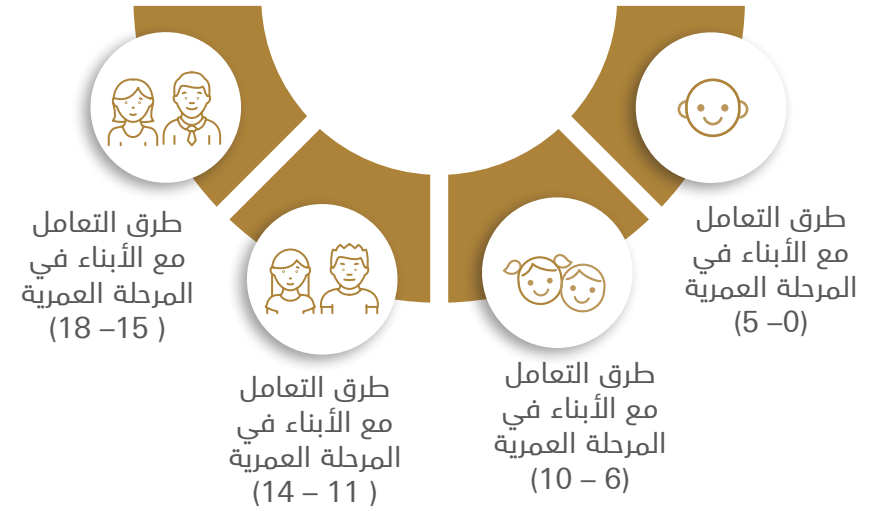 طرق التعامل
مع الأبناء في
المرحلة العمرية
(0– 5)
طرق التعامل
مع الأبناء في
المرحلة العمرية
(6 – 10)
طرق التعامل
مع الأبناء في
المرحلة العمرية
( 11 – 14)
طرق التعامل
مع الأبناء في
المرحلة العمرية
( 15– 18)